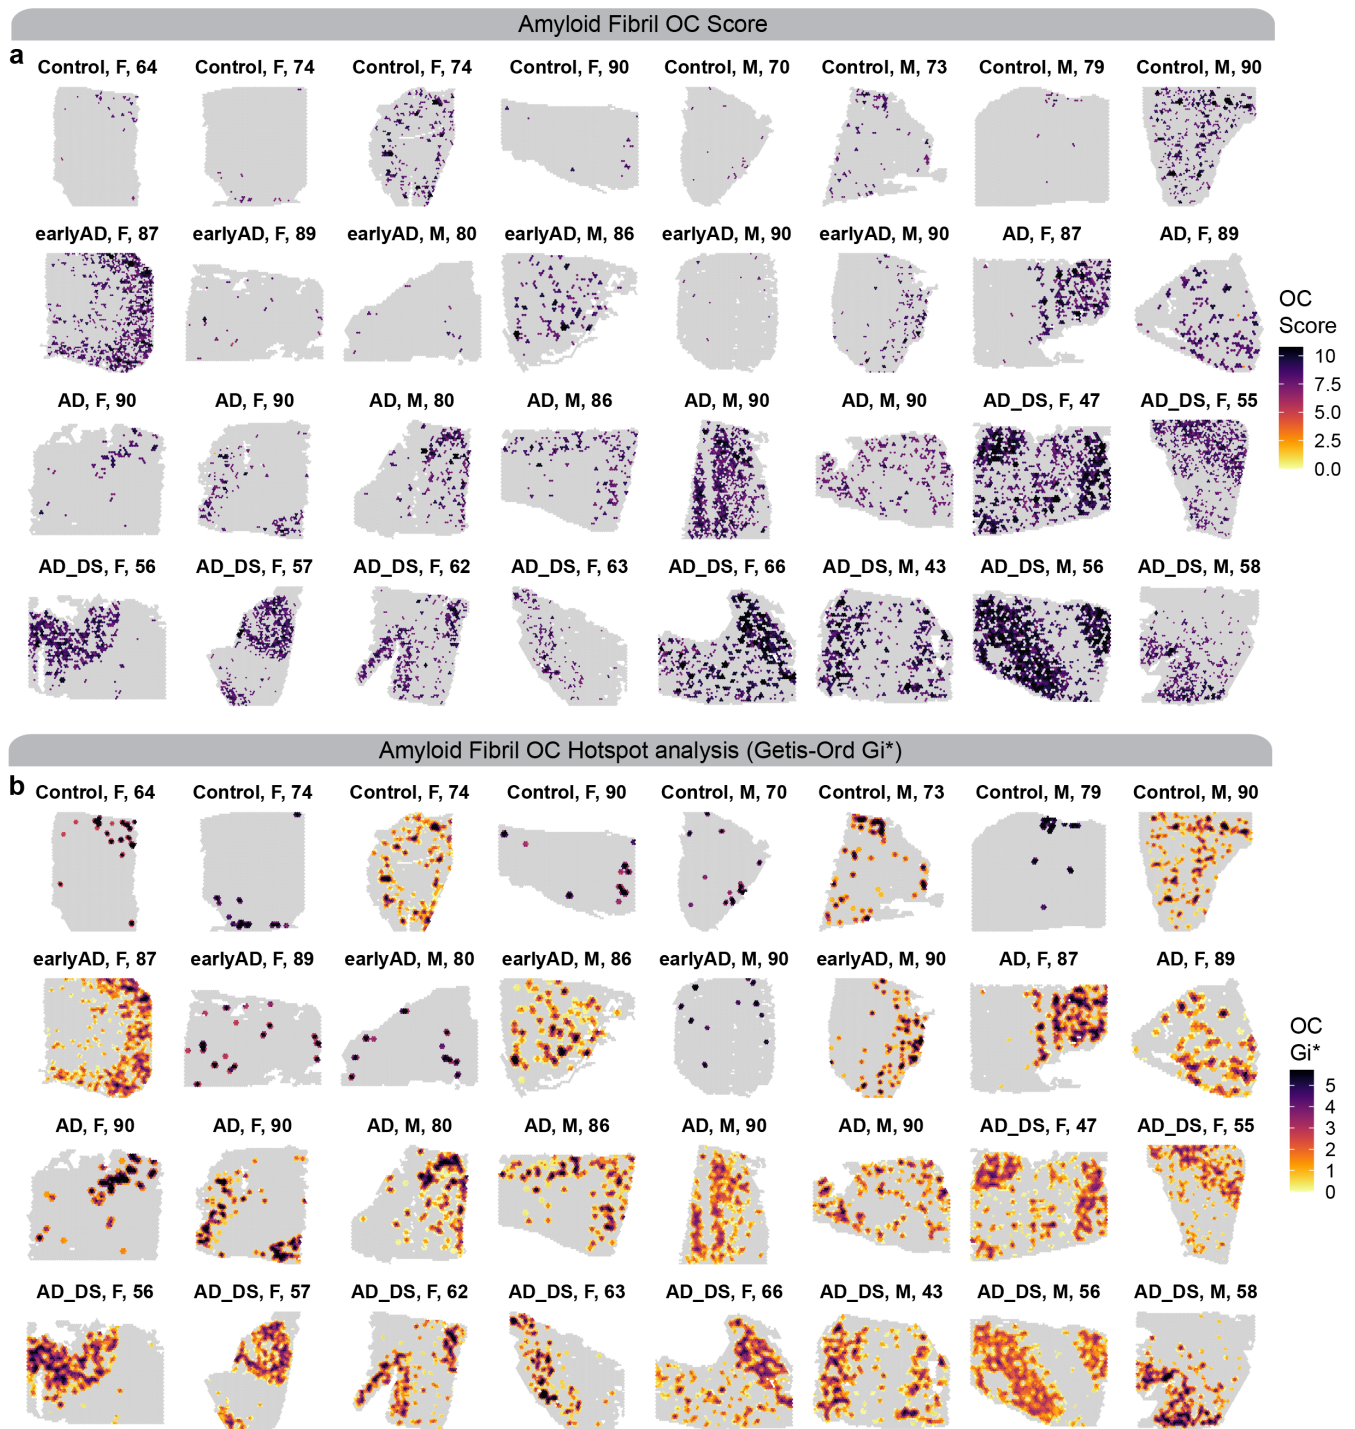 Amyloid Fibril OC Score
a
Control, F, 64
Control, F, 74
Control, F, 74
Control, F, 90
Control, M, 70
Control, M, 73
Control, M, 79
Control, M, 90
earlyAD, F, 87
earlyAD, F, 89
earlyAD, M, 80
earlyAD, M, 86
earlyAD, M, 90
earlyAD, M, 90
AD, F, 87
AD, F, 89
OC
Score
10
7.5
5.0
2.5
0.0
AD, F, 90
AD, F, 90
AD, M, 80
AD, M, 86
AD, M, 90
AD, M, 90
AD_DS, F, 47
AD_DS, F, 55
AD_DS, F, 56
AD_DS, F, 57
AD_DS, F, 62
AD_DS, F, 63
AD_DS, F, 66
AD_DS, M, 43
AD_DS, M, 56
AD_DS, M, 58
Amyloid Fibril OC Hotspot analysis (Getis-Ord Gi*)
b
Control, F, 64
Control, F, 74
Control, F, 74
Control, F, 90
Control, M, 70
Control, M, 73
Control, M, 79
Control, M, 90
earlyAD, F, 87
earlyAD, F, 89
earlyAD, M, 80
earlyAD, M, 86
earlyAD, M, 90
earlyAD, M, 90
AD, F, 87
AD, F, 89
OC
Gi*
5
4
3
2
1
0
AD, F, 90
AD, F, 90
AD, M, 80
AD, M, 86
AD, M, 90
AD, M, 90
AD_DS, F, 47
AD_DS, F, 55
AD_DS, F, 56
AD_DS, F, 57
AD_DS, F, 62
AD_DS, F, 63
AD_DS, F, 66
AD_DS, M, 43
AD_DS, M, 56
AD_DS, M, 58